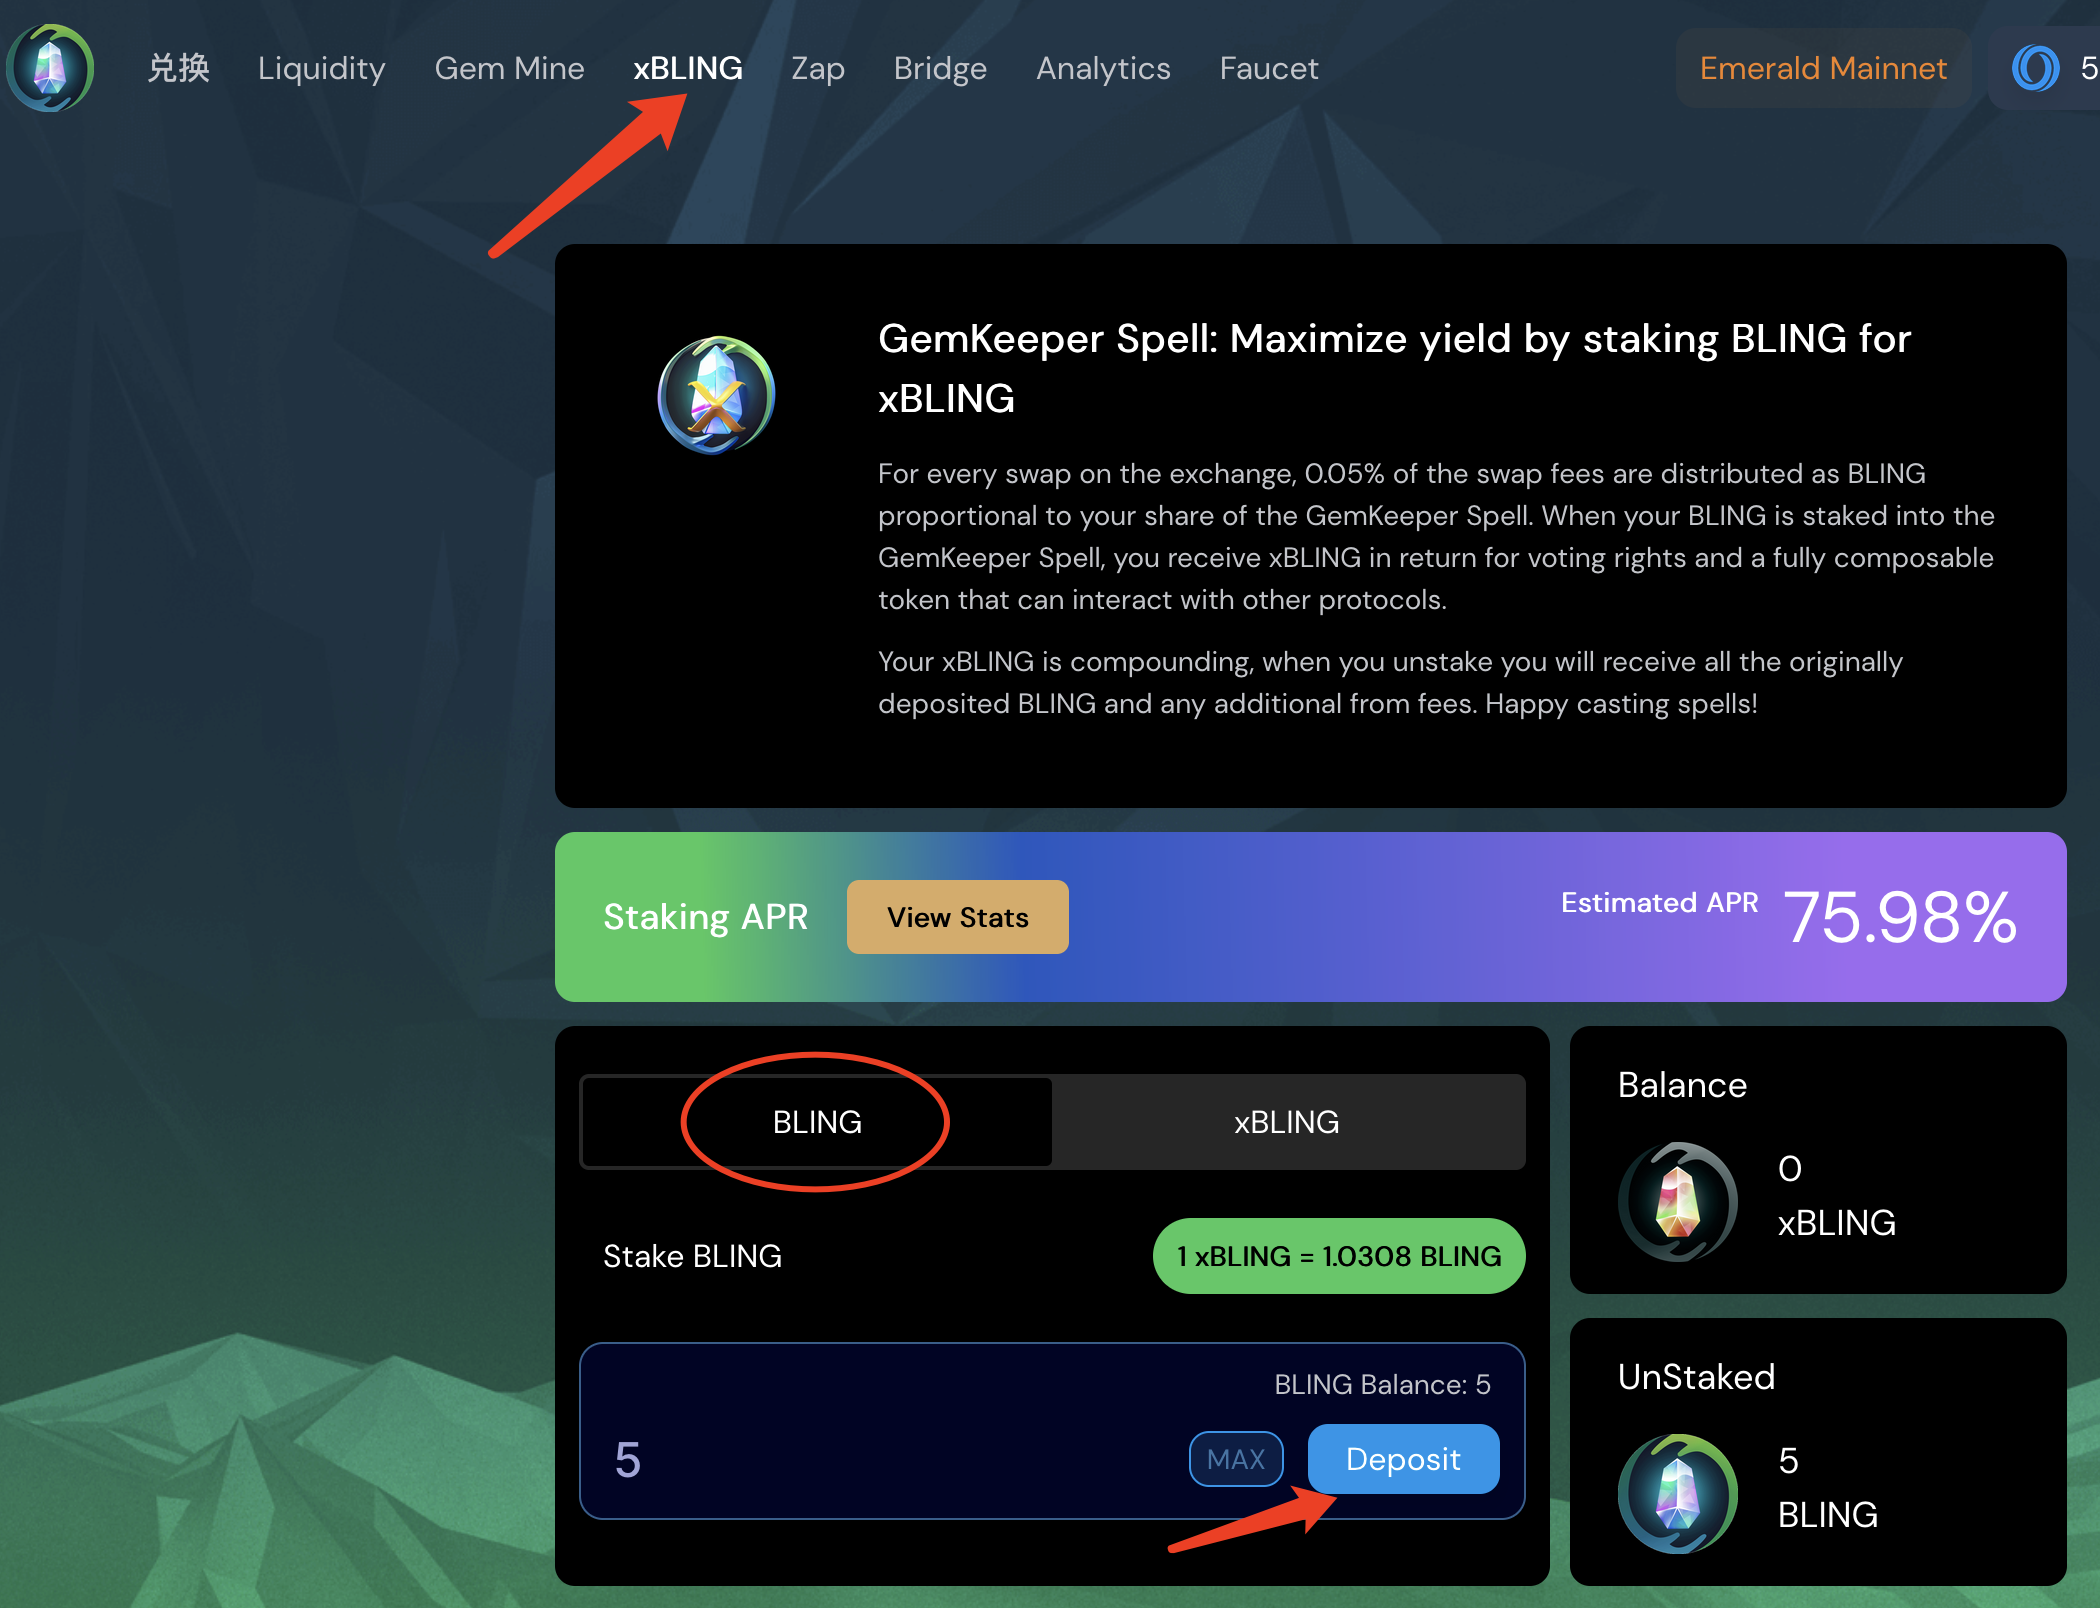 兑换 Liquidity Gem Mine xBLING Zap Bridge Analytics Faucet Emerald Mainnet 5
GemKeeper Spell: Maximize yield by staking BLING for
xBLING
For every swap on the exchange, 0.05% of the swap fees are distributed as BLING
proportional to your share of the GemKeeper Spell. When your BLING is staked into the
GemKeeper Spell, you receive xBLING in return for voting rights and a fully composable
token that can interact with other protocols.
Your xBLING is compounding, when you unstake you will receive all the originally
deposited BLING and any additional from fees. Happy casting spells!
Staking APR View Stats Estimated APR 75.98%
BLING xBLING
Stake BLING 1 xBLING = 1.0308 BLING
BLING Balance: 5
5 MAX Deposit
Balance
0
xBLING
UnStaked
5
BLING